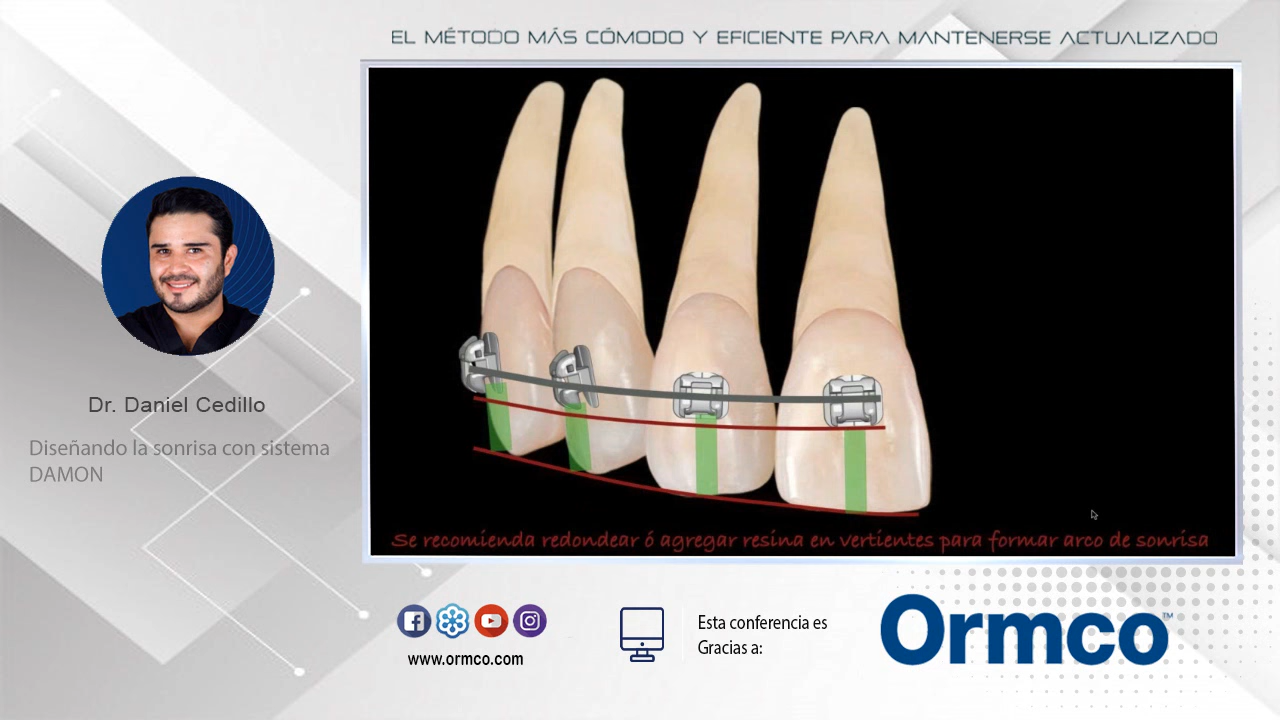 EL MÉTODO MÁS CÓMODO Y EFICIENTE PARA MANTENERSE ACTUALIZADO
Dr. Daniel Cedillo
Diseñando la sonrisa con sistema
DAMON
Se recomienda redondear ó agregar resina en vertientes para formar arco de sonrisa
www.ormco.com
Esta conferencia es
Gracias a:
Ormco™